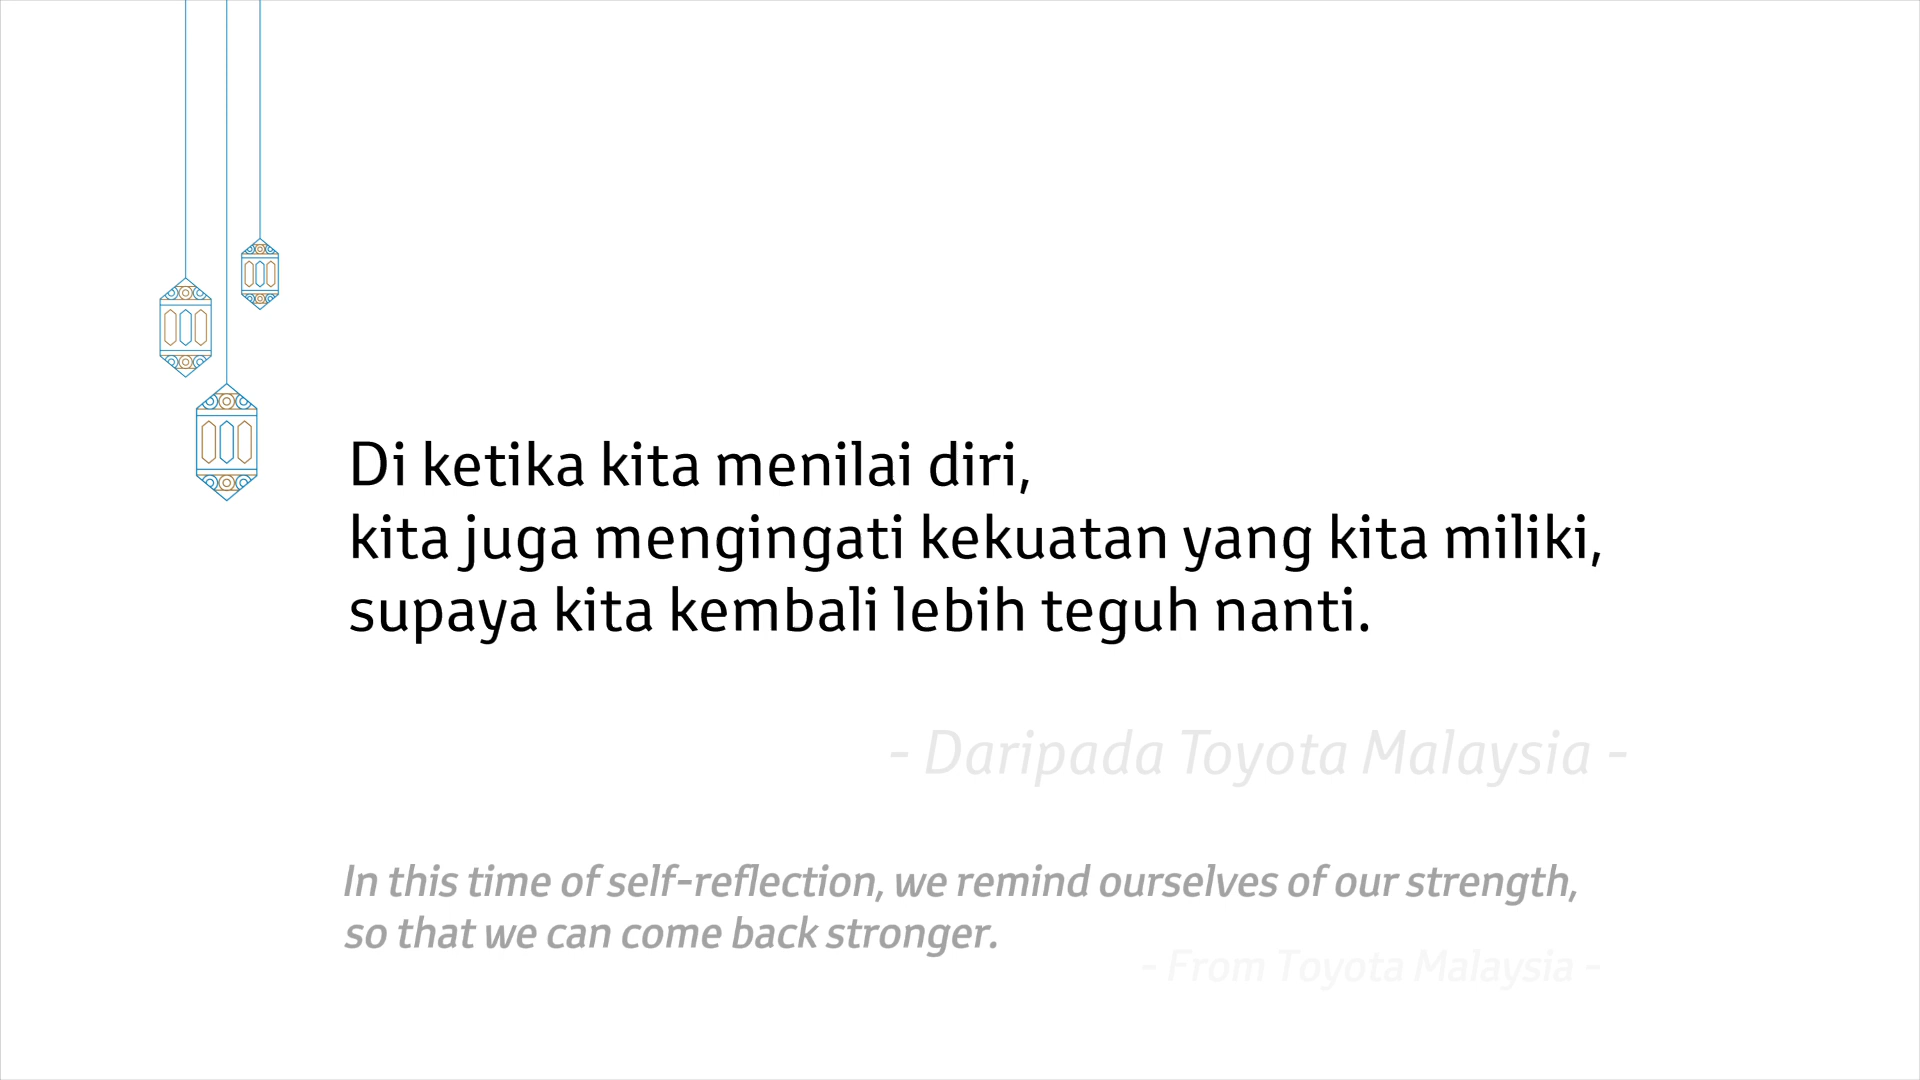 Di ketika kita menilai diri,
kita juga mengingati kekuatan yang kita miliki,
supaya kita kembali lebih teguh nanti.
- Daripada Toyota Malaysia -
In this time of self-reflection, we remind ourselves of our strength,
so that we can come back stronger.
- From Toyota Malaysia -